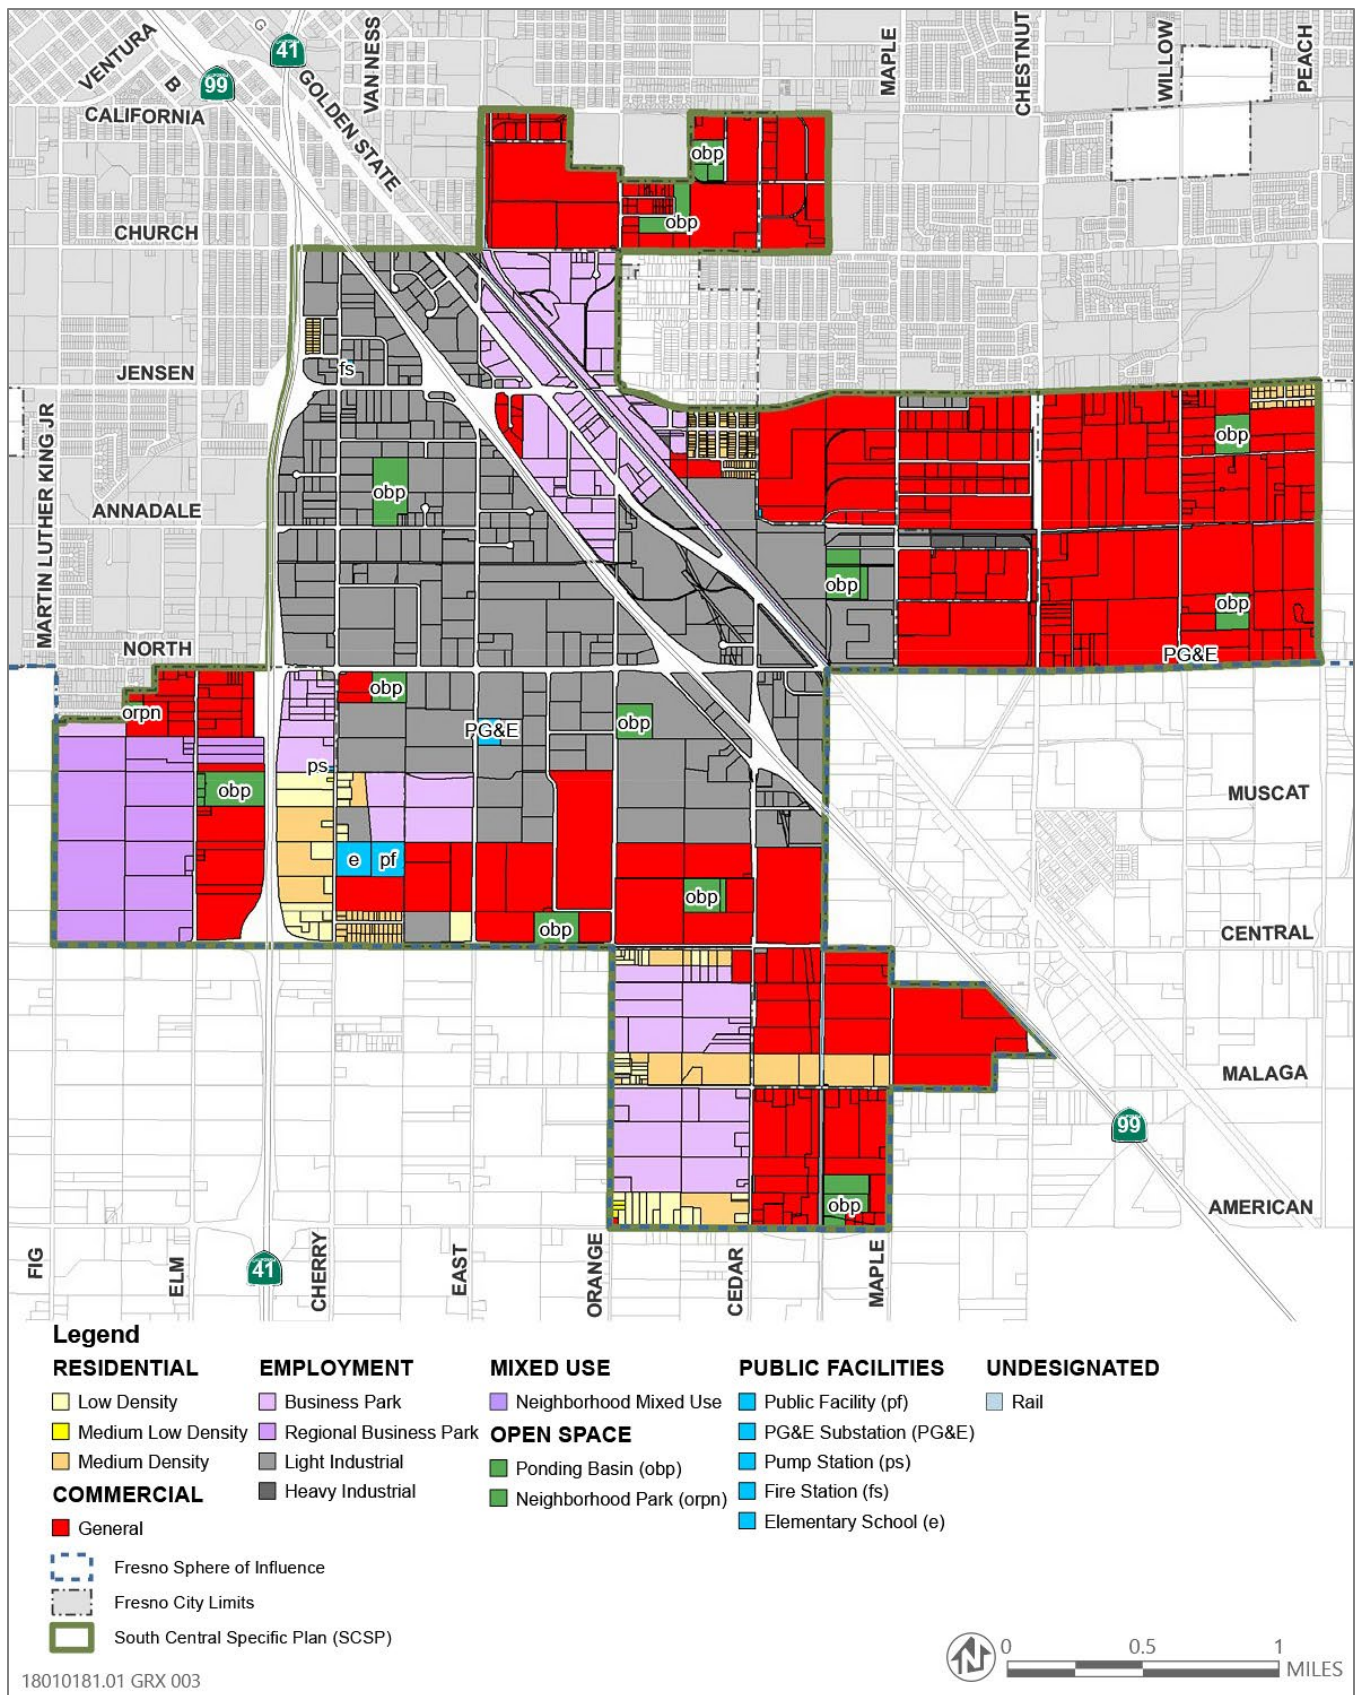 VENTURA
G
B
41
99
GOLDEN STATE
VAN NESS
MAPLE
CHESTNUT
WILLOW
PEACH
CALIFORNIA
obp
obp
CHURCH
JENSEN
fs
MARTIN LUTHER KING JR
obp
obp
ANNADALE
obp
obp
NORTH
PG&E
orpn
obp
PG&E
obp
ps
obp
MUSCAT
e
pf
obp
obp
CENTRAL
MALAGA
99
obp
AMERICAN
FIG
ELM
41
CHERRY
EAST
ORANGE
CEDAR
MAPLE
Legend
RESIDENTIAL
Low Density
Medium Low Density
Medium Density
COMMERCIAL
General
EMPLOYMENT
Business Park
Regional Business Park
Light Industrial
Heavy Industrial
MIXED USE
Neighborhood Mixed Use
OPEN SPACE
Ponding Basin (obp)
Neighborhood Park (orpn)
PUBLIC FACILITIES
Public Facility (pf)
PG&E Substation (PG&E)
Pump Station (ps)
Fire Station (fs)
Elementary School (e)
UNDESIGNATED
Rail
Fresno Sphere of Influence
Fresno City Limits
South Central Specific Plan (SCSP)
18010181.01 GRX 003
N
0 0.5 1
MILES